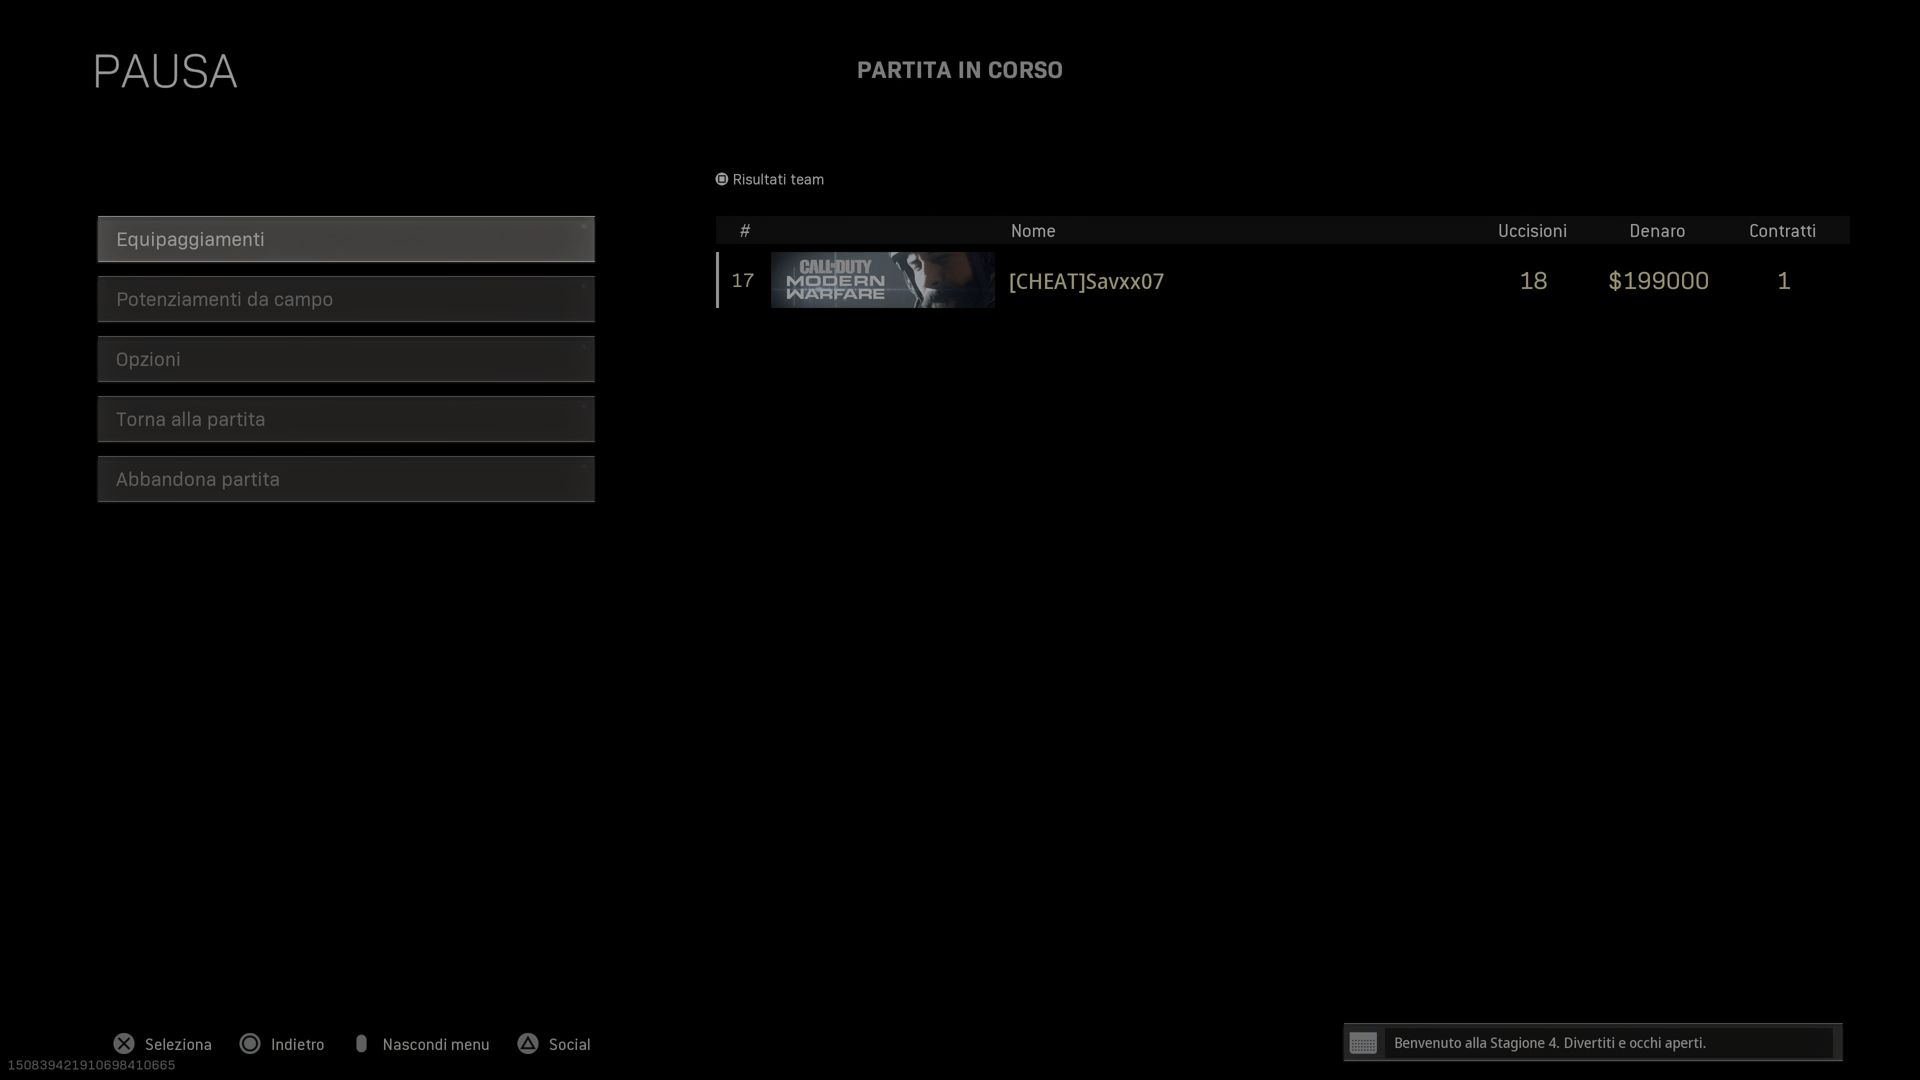 PAUSA
PARTITA IN CORSO
Risultati team
# Nome Uccisioni Denaro Contratti
17 CALL OF DUTY MODERN WARFARE [CHEAT]Savxx07 18 $199000 1
Equipaggiamenti
Potenziamenti da campo
Opzioni
Torna alla partita
Abbandona partita
Seleziona Indietro Nascondi menu Social
Benvenuto alla Stagione 4. Divertiti e occhi aperti.
150839421910698410665